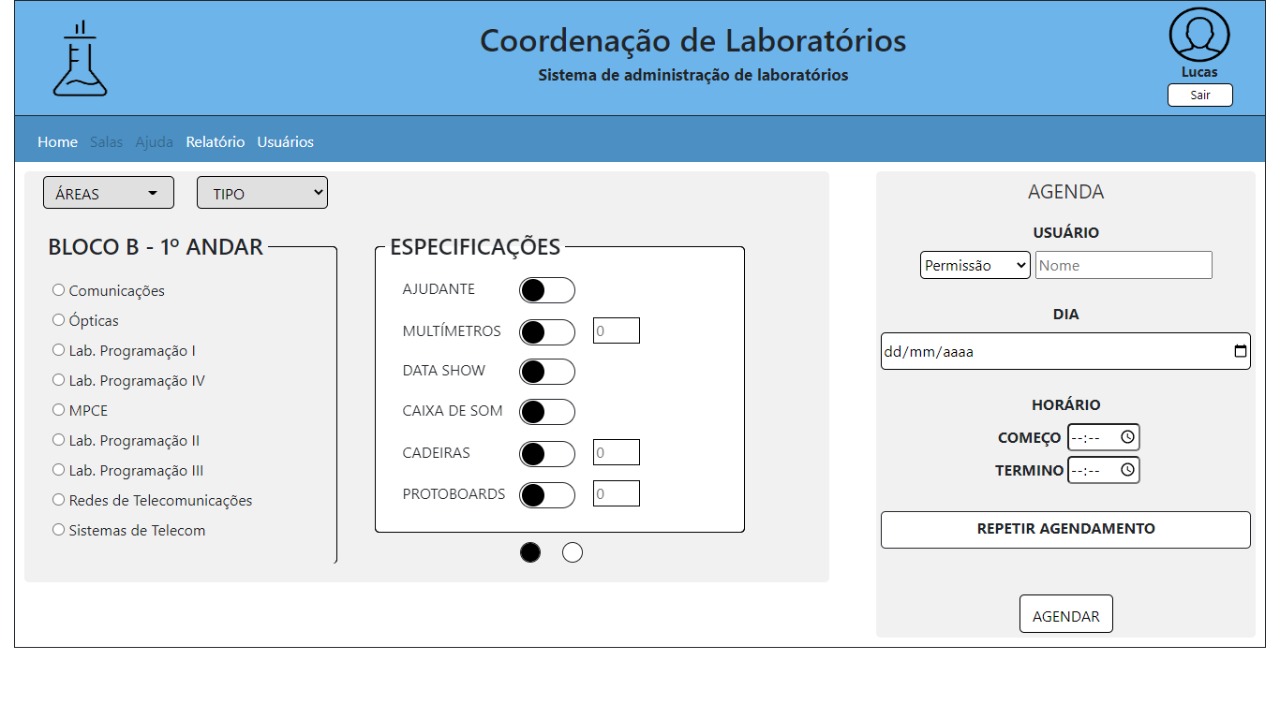 Coordenação de Laboratórios
Sistema de administração de laboratórios
Lucas
Sair
Home Salas Ajuda Relatório Usuários
ÁREAS TIPO
BLOCO B - 1º ANDAR
Comunicações
Ópticas
Lab. Programação I
Lab. Programação IV
MPCE
Lab. Programação II
Lab. Programação III
Redes de Telecomunicações
Sistemas de Telecom
ESPECIFICAÇÕES
AJUDANTE
MULTÍMETROS 0
DATA SHOW
CAIXA DE SOM
CADEIRAS 0
PROTOBOARDS 0
AGENDA
USUÁRIO
Permissão Nome
DIA
dd/mm/aaaa
HORÁRIO
COMEÇO --:--
TERMINO --:--
REPETIR AGENDAMENTO
AGENDAR